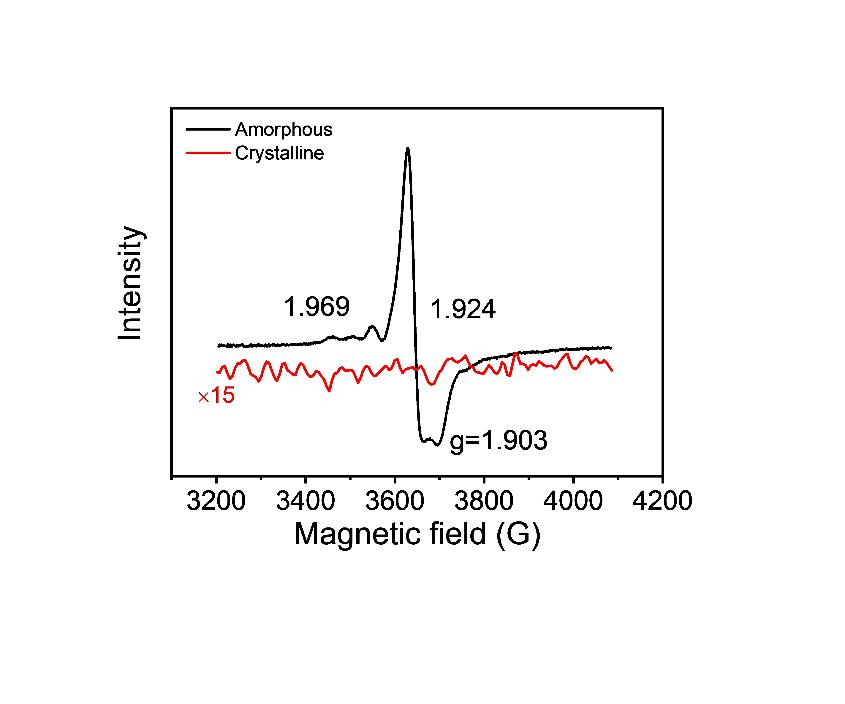 Amorphous
Crystalline
Intensity
1.969
1.924
×15
g=1.903
3200 3400 3600 3800 4000 4200
Magnetic field (G)